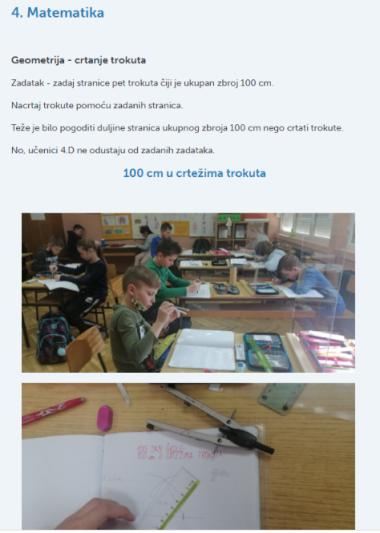 4. Matematika
Geometrija - crtanje trokuta
Zadatak - zadaj stranice pet trokuta čiji je ukupan zbroj 100 cm.
Nacrtaj trokute pomoću zadanih stranica.
Teže je bilo pogoditi duljine stranica ukupnog zbroja 100 cm nego crtati trokute.
No, učenici 4.D ne odustaju od zadanih zadataka.
100 cm u crtežima trokuta